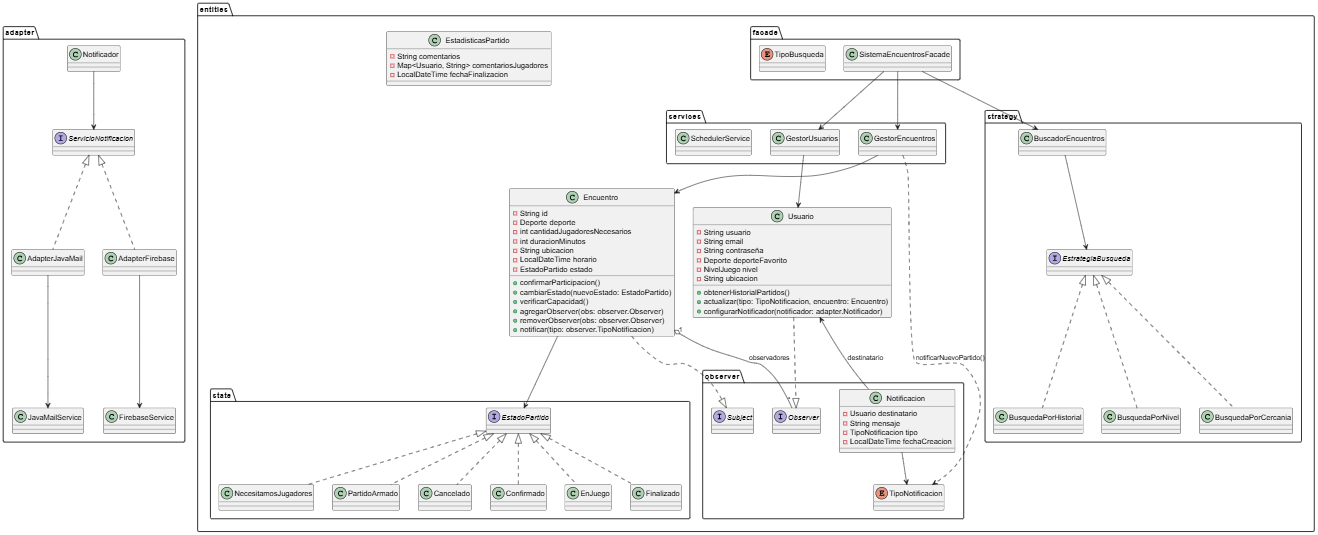 entities
adapter
C Notificador
I ServicioNotificacion
C AdapterJavaMail
C AdapterFirebase
C JavaMailService
C FirebaseService
C EstadisticasPartido
String comentarios
Map<Usuario, String> comentariosJugadores
LocalDateTime fechaFinalizacion
facade
E TipoBusqueda
C SistemaEncuentrosFacade
services
C SchedulerService
C GestorUsuarios
C GestorEncuentros
strategy
C BuscadorEncuentros
I EstrategiaBusqueda
C BusquedaPorHistorial
C BusquedaPorNivel
C BusquedaPorCercania
C Encuentro
String id
Deporte deporte
int cantidadJugadoresNecesarios
int duracionMinutos
String ubicacion
LocalDateTime horario
EstadoPartido estado
confirmarParticipacion()
cambiarEstado(nuevoEstado: EstadoPartido)
verificarCapacidad()
agregarObserver(obs: observer.Observer)
removerObserver(obs: observer.Observer)
notificar(tipo: observer.TipoNotificacion)
C Usuario
String usuario
String email
String contraseña
Deporte deporteFavorito
NivelJuego nivel
String ubicacion
obtenerHistorialPartidos()
actualizar(tipo: TipoNotificacion, encuentro: Encuentro)
configurarNotificador(notificador: adapter.Notificador)
1
observadores
destinatario
notificarNuevoPartido()
state
I EstadoPartido
C NecesitamosJugadores
C PartidoArmado
C Cancelado
C Confirmado
C EnJuego
C Finalizado
observer
I Subject
I Observer
C Notificacion
Usuario destinatario
String mensaje
TipoNotificacion tipo
LocalDateTime fechaCreacion
E TipoNotificacion